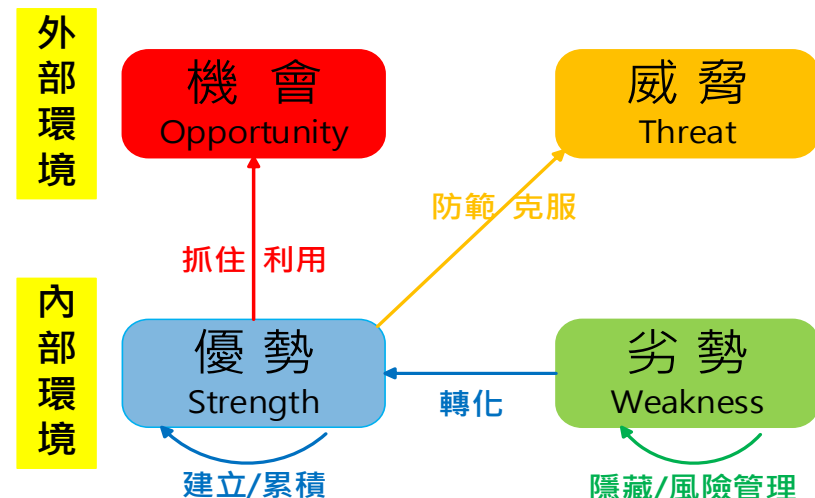 外部環境
機會
Opportunity
威脅
Threat
防範 克服
抓住 利用
內部環境
優勢
Strength
劣勢
Weakness
轉化
建立/累積
隱藏/風險管理